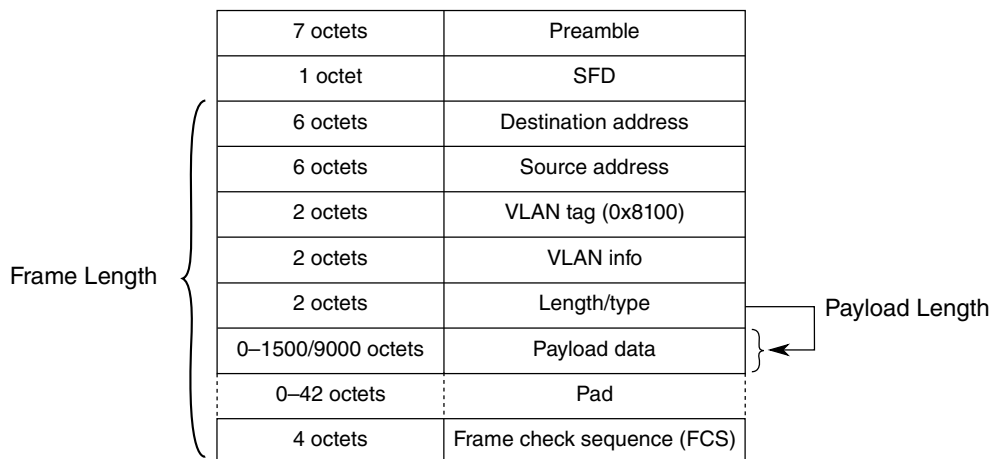 7 octets Preamble
1 octet SFD
6 octets Destination address
6 octets Source address
2 octets VLAN tag (0x8100)
2 octets VLAN info
Frame Length
2 octets Length/type
Payload Length
0–1500/9000 octets Payload data
0–42 octets Pad
4 octets Frame check sequence (FCS)